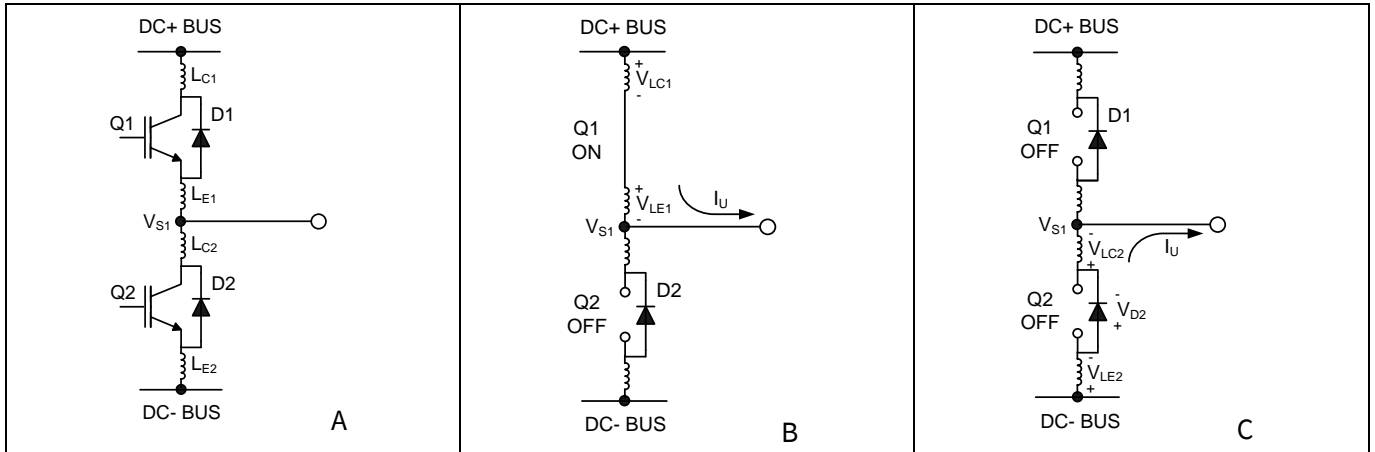 DC+ BUS
LC1
Q1
D1
LE1
VS1
LC2
Q2
D2
LE2
DC- BUS
A
DC+ BUS
+
VLC1
-
Q1
ON
+
VLE1
-
IU
VS1
Q2
OFF
D2
DC- BUS
B
DC+ BUS
D1
Q1
OFF
VS1
-
VLC2
+
IU
Q2
OFF
-
VD2
+
-
VLE2
+
DC- BUS
C